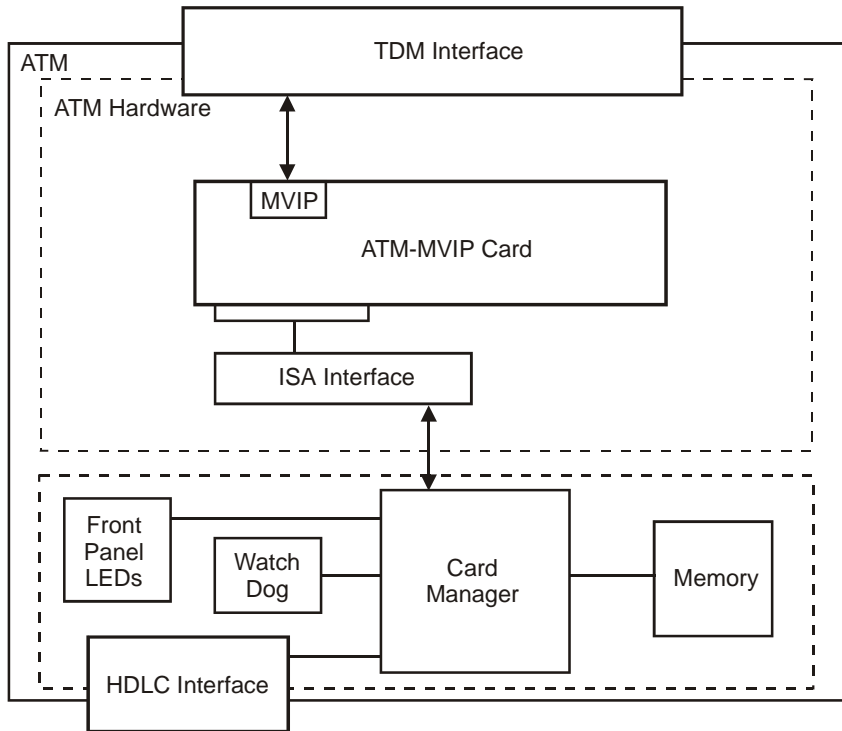 TDM Interface
ATM
ATM Hardware
MVIP
ATM-MVIP Card
ISA Interface
Front
Panel
LEDs
Watch
Dog
Card
Manager
Memory
HDLC Interface